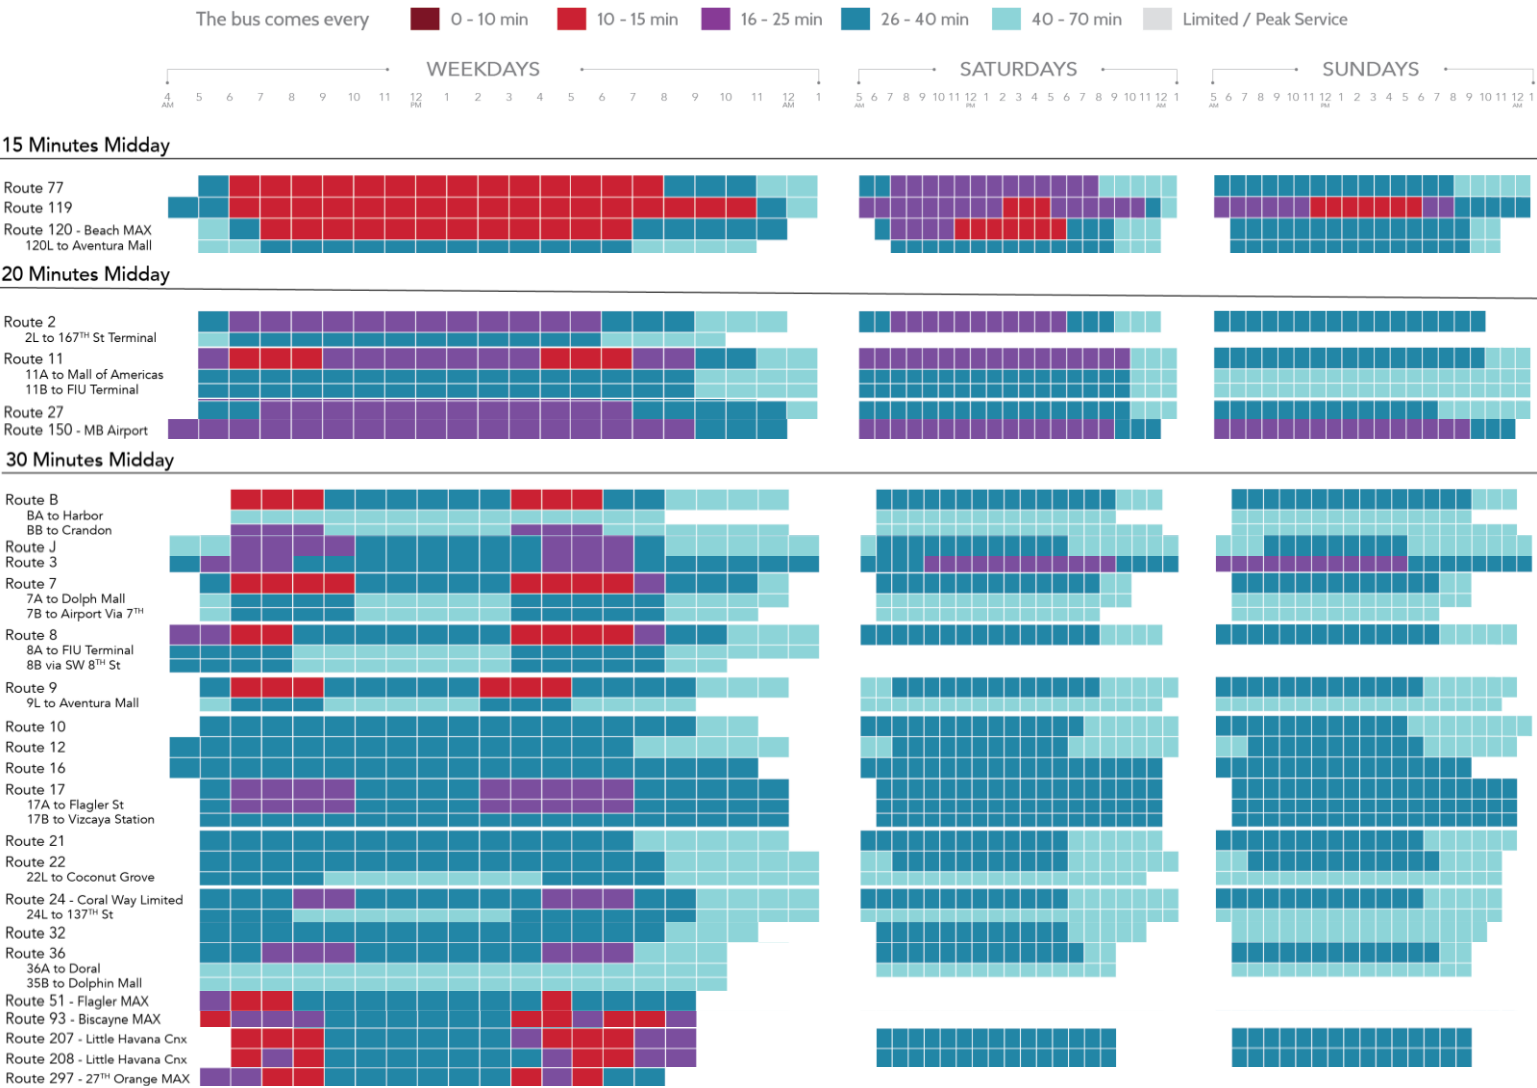 The bus comes every 0 - 10 min 10 - 15 min 16 - 25 min 26 - 40 min 40 - 70 min Limited / Peak Service
WEEKDAYS SATURDAYS SUNDAYS
4 5 6 7 8 9 10 11 12 1 2 3 4 5 6 7 8 9 10 11 12 1 5 6 7 8 9 10 11 12 1 2 3 4 5 6 7 8 9 10 11 12 1 5 6 7 8 9 10 11 12 1 2 3 4 5 6 7 8 9 10 11 12 1
AM PM AM AM PM AM AM PM AM
15 Minutes Midday
Route 77
Route 119
Route 120 - Beach MAX
120L to Aventura Mall
20 Minutes Midday
Route 2
2L to 167TH St Terminal
Route 11
11A to Mall of Americas
11B to FIU Terminal
Route 27
Route 150 - MB Airport
30 Minutes Midday
Route B
BA to Harbor
BB to Crandon
Route J
Route 3
Route 7
7A to Dolph Mall
7B to Airport Via 7TH
Route 8
8A to FIU Terminal
8B via SW 8TH St
Route 9
9L to Aventura Mall
Route 10
Route 12
Route 16
Route 17
17A to Flagler St
17B to Vizcaya Station
Route 21
Route 22
22L to Coconut Grove
Route 24 - Coral Way Limited
24L to 137TH St
Route 32
Route 36
36A to Doral
35B to Dolphin Mall
Route 51 - Flagler MAX
Route 93 - Biscayne MAX
Route 207 - Little Havana Cnx
Route 208 - Little Havana Cnx
Route 297 - 27TH Orange MAX